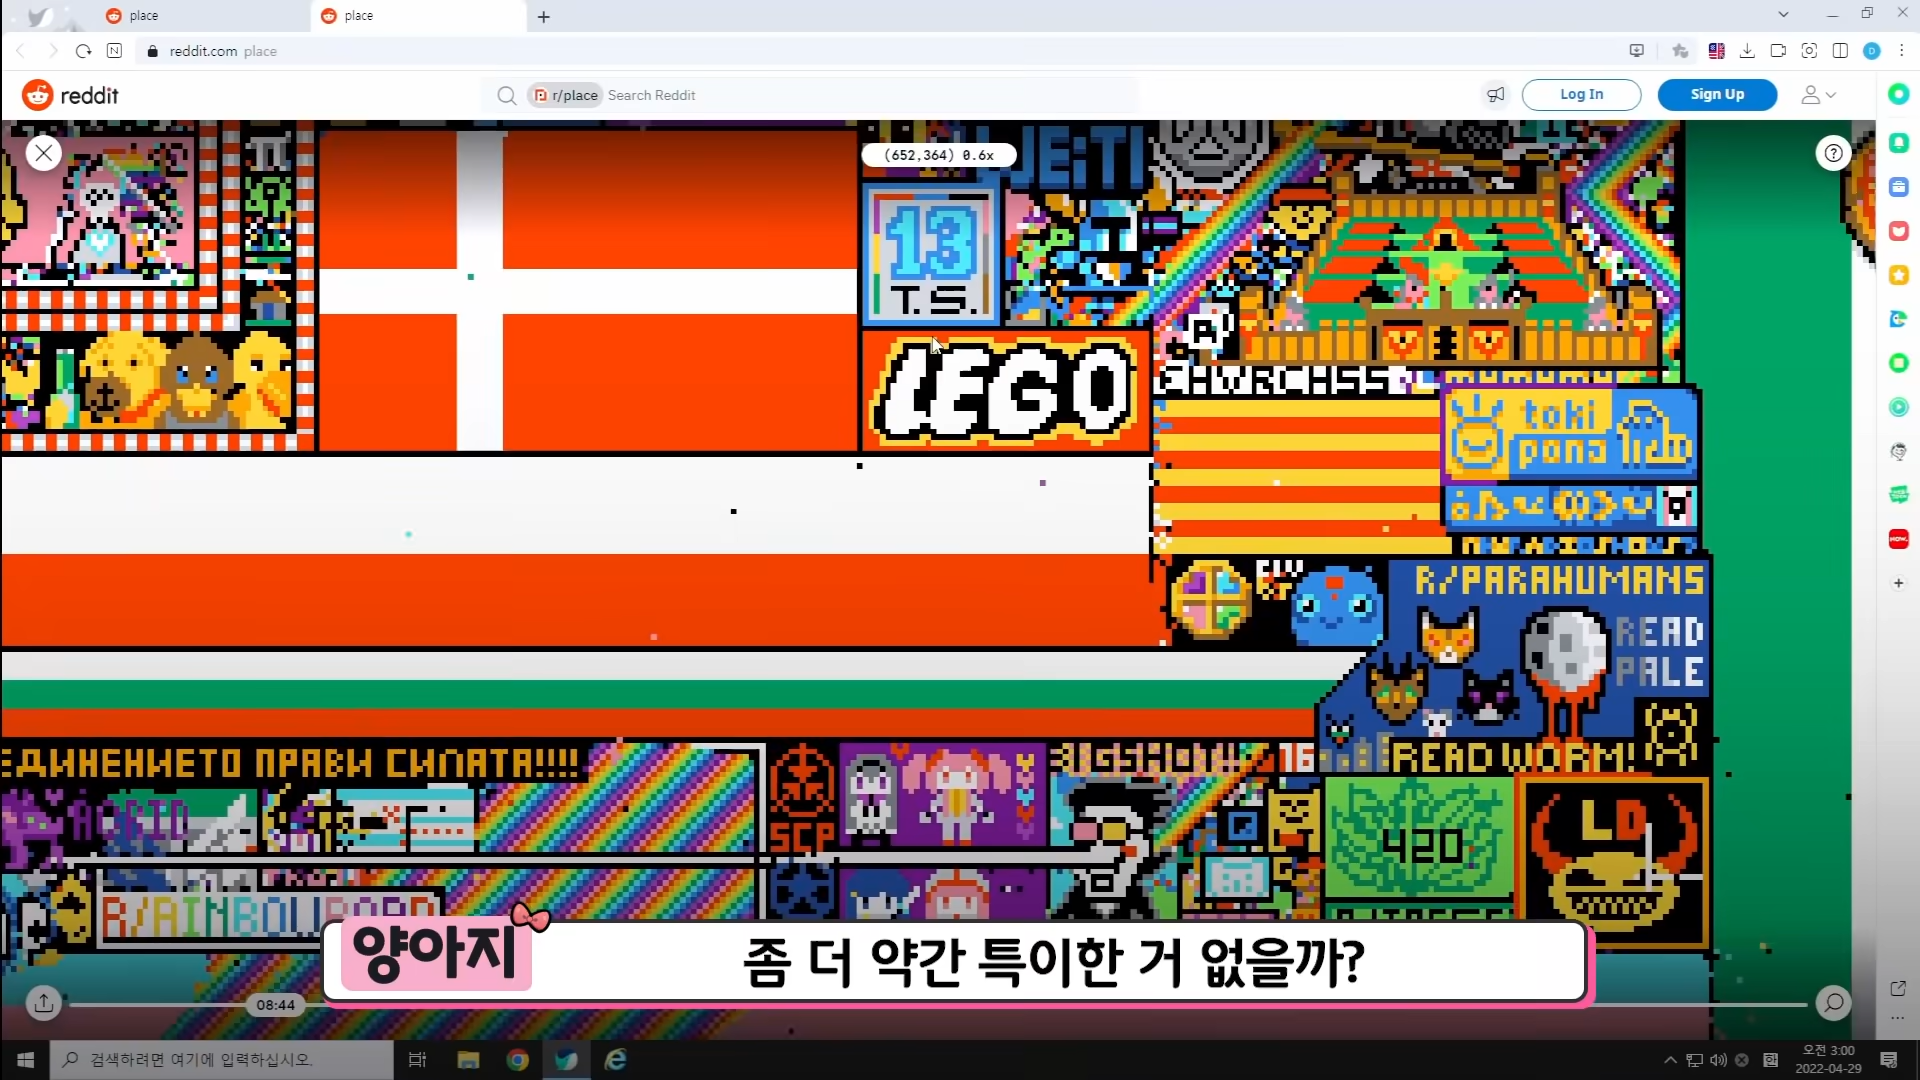 place
place
reddit.com place
reddit
r/place Search Reddit
Log In
Sign Up
(652,364) 0.6x
13
T.S.
LEGO
toki
pona
R/PARAHUMANS
READ
PALE
READ WORM!
ЕДИНЕНИЕТО ПРАВИ СИЛАТА!!!!
BIGSHOT!!
16
SCP
420
LD
양아지
좀 더 약간 특이한 거 없을까?
08:44
검색하려면 여기에 입력하십시오.
오전 3:00
2022-04-29